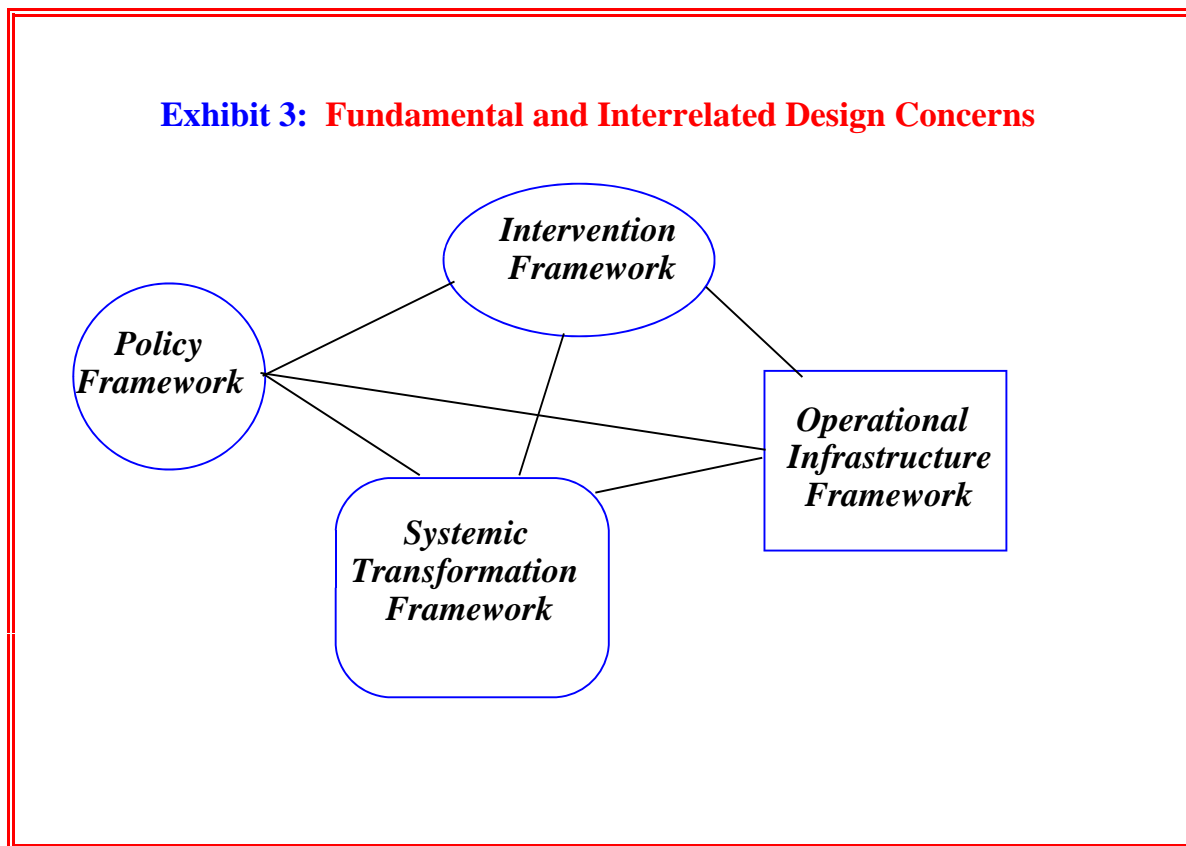 Exhibit 3: Fundamental and Interrelated Design Concerns
Intervention
Framework
Policy
Framework
Operational
Infrastructure
Framework
Systemic
Transformation
Framework